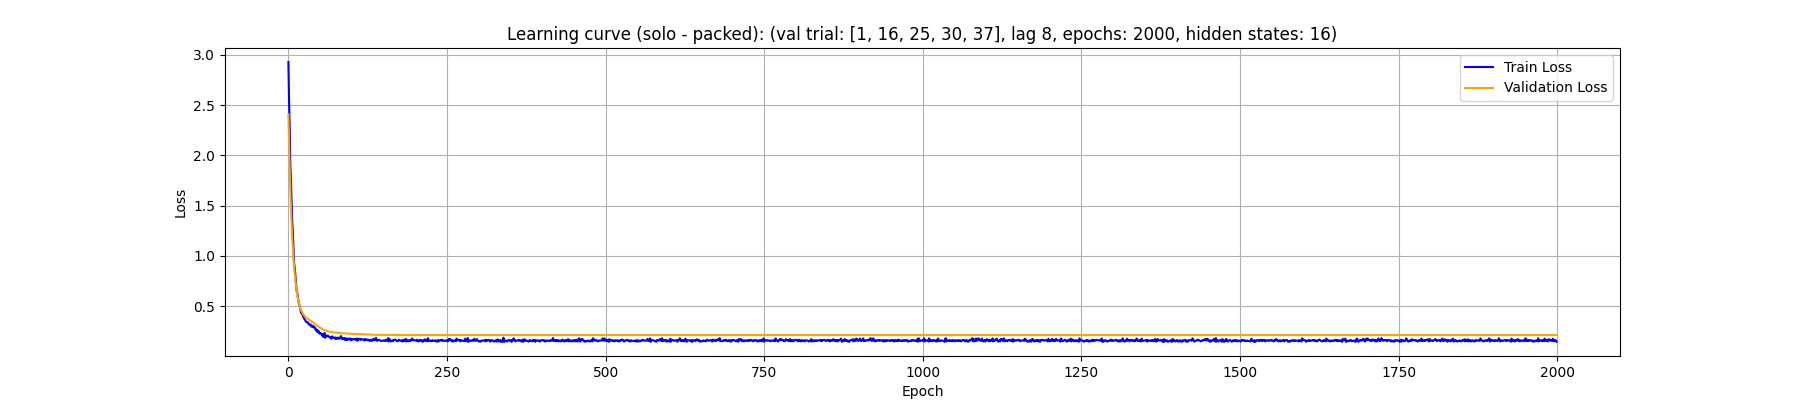 Learning curve (solo - packed): (val trial: [1, 16, 25, 30, 37], lag 8, epochs: 2000, hidden states: 16)
3.0
2.5
2.0
1.5
1.0
0.5
Loss
Train Loss
Validation Loss
0 250 500 750 1000 1250 1500 1750 2000
Epoch